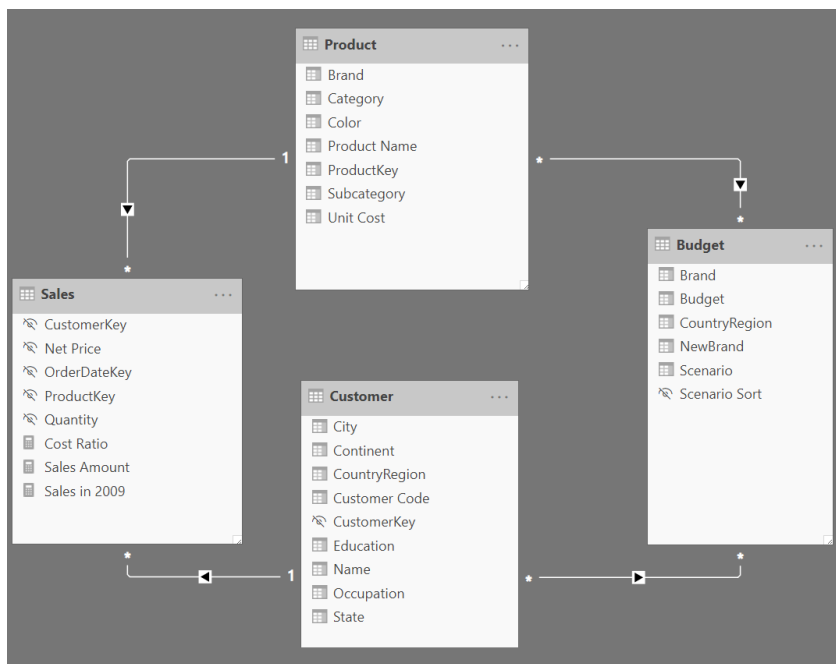 Product
Brand
Category
Color
Product Name
ProductKey
Subcategory
Unit Cost
1
*
*
*
Sales
CustomerKey
Net Price
OrderDateKey
ProductKey
Quantity
Cost Ratio
Sales Amount
Sales in 2009
Budget
Brand
Budget
CountryRegion
NewBrand
Scenario
Scenario Sort
Customer
City
Continent
CountryRegion
Customer Code
CustomerKey
Education
Name
Occupation
State
*
1
*
*